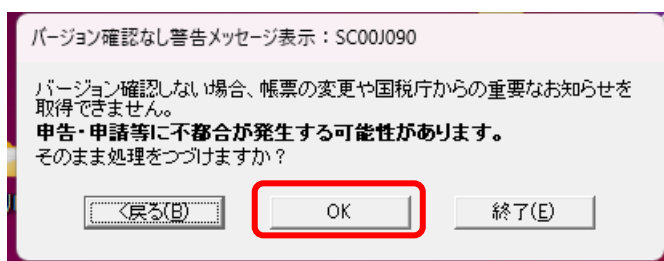 バージョン確認なし警告メッセージ表示：SC00J090
バージョン確認しない場合、帳票の変更や国税庁からの重要なお知らせを
取得できません。
申告・申請等に不都合が発生する可能性があります。
そのまま処理をつづけますか？
<戻る(B) OK 終了(E)